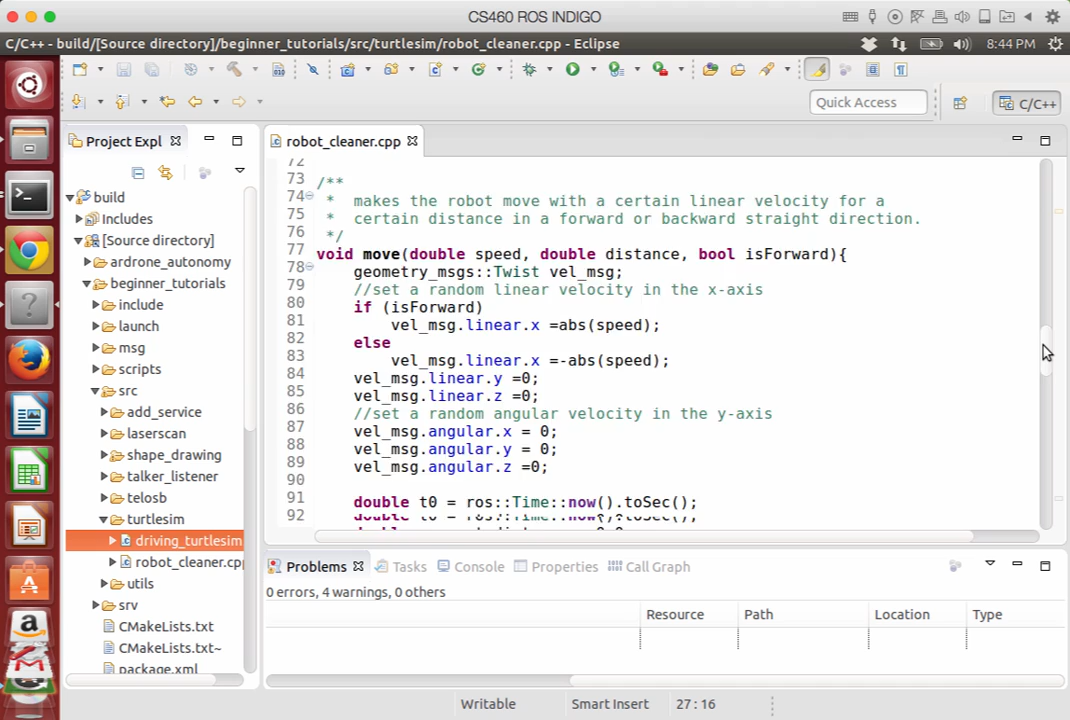 CS460 ROS INDIGO
C/C++ - build/[Source directory]/beginner_tutorials/src/turtlesim/robot_cleaner.cpp - Eclipse
8:44 PM
Quick Access
C/C++
Project Expl
build
Includes
[Source directory]
ardrone_autonomy
beginner_tutorials
include
launch
msg
scripts
src
add_service
laserscan
shape_drawing
talker_listener
telosb
turtlesim
driving_turtlesim
robot_cleaner.cpp
utils
srv
CMakeLists.txt
CMakeLists.txt~
package.xml
robot_cleaner.cpp
72
73 /**
74 * makes the robot move with a certain linear velocity for a
75 * certain distance in a forward or backward straight direction.
76 */
77 void move(double speed, double distance, bool isForward){
78 geometry_msgs::Twist vel_msg;
79 //set a random linear velocity in the x-axis
80 if (isForward)
81 vel_msg.linear.x =abs(speed);
82 else
83 vel_msg.linear.x =-abs(speed);
84 vel_msg.linear.y =0;
85 vel_msg.linear.z =0;
86 //set a random angular velocity in the y-axis
87 vel_msg.angular.x = 0;
88 vel_msg.angular.y = 0;
89 vel_msg.angular.z =0;
90
91 double t0 = ros::Time::now().toSec();
92
Problems
Tasks
Console
Properties
Call Graph
0 errors, 4 warnings, 0 others
Resource Path Location Type
Writable Smart Insert 27 : 16